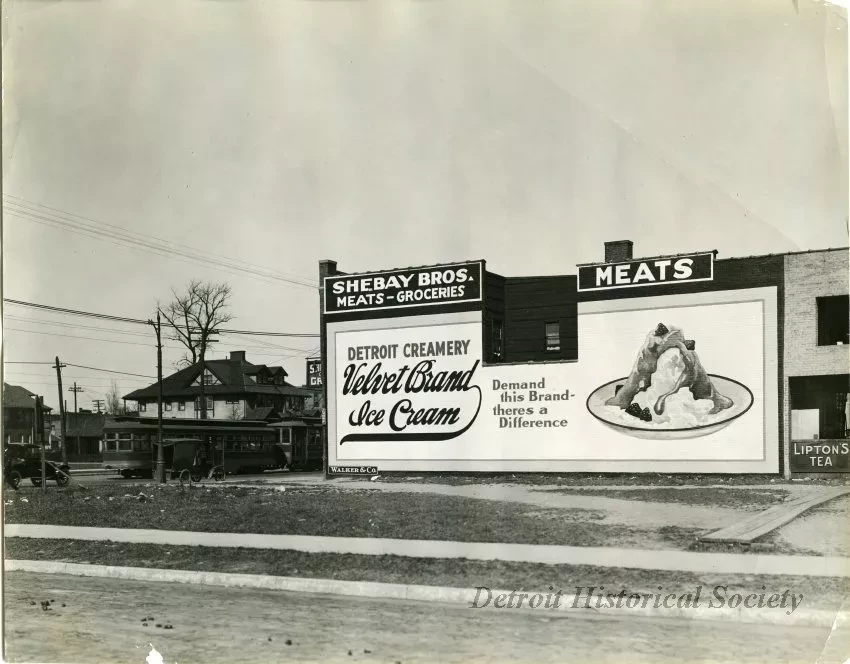 SHEBAY BROS.
MEATS - GROCERIES
MEATS
DETROIT CREAMERY
Velvet Brand
Ice Cream
Demand
this Brand-
theres a
Difference
WALKER & CO.
LIPTON'S
TEA
Detroit Historical Society